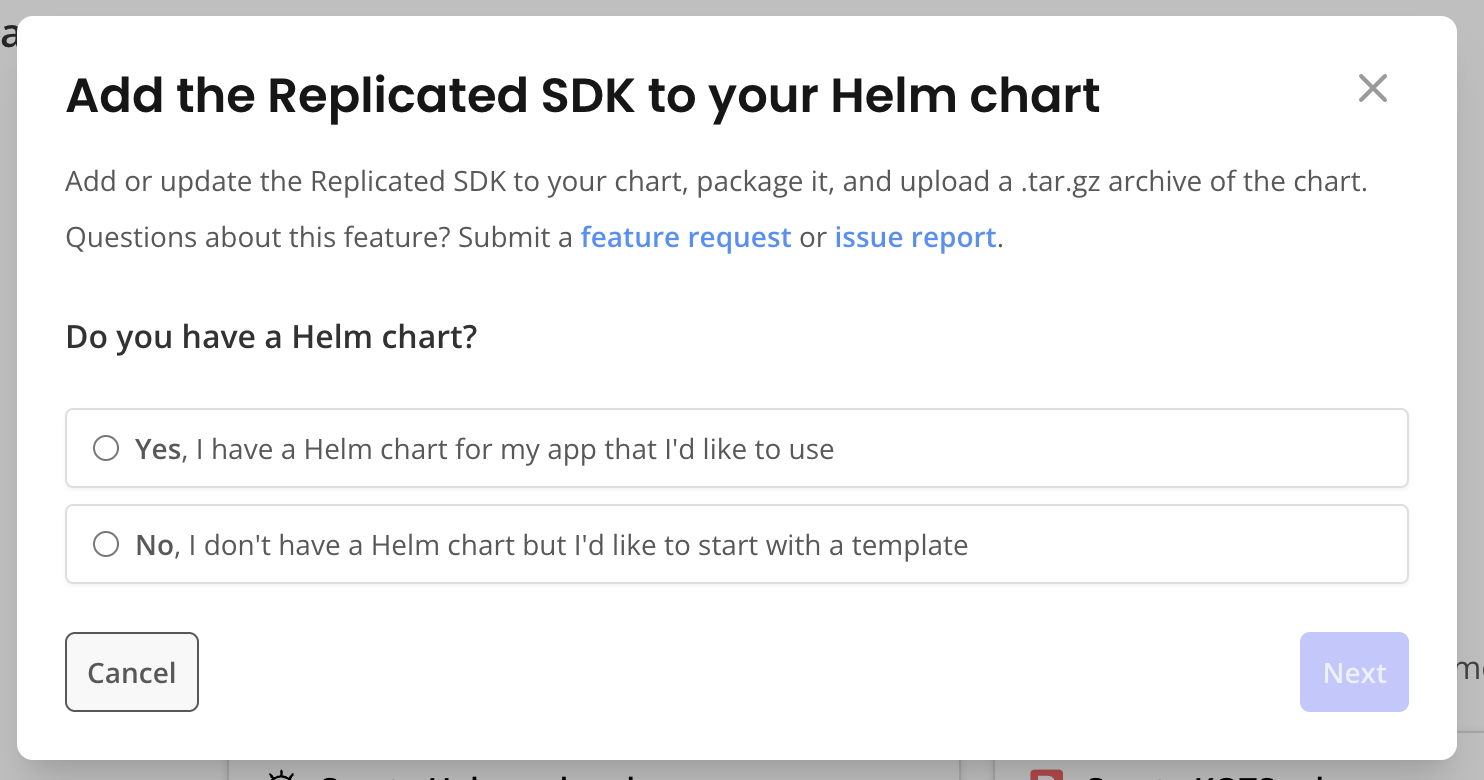 Add the Replicated SDK to your Helm chart
Add or update the Replicated SDK to your chart, package it, and upload a .tar.gz archive of the chart.
Questions about this feature? Submit a feature request or issue report.
Do you have a Helm chart?
Yes, I have a Helm chart for my app that I'd like to use
No, I don't have a Helm chart but I'd like to start with a template
Cancel
Next